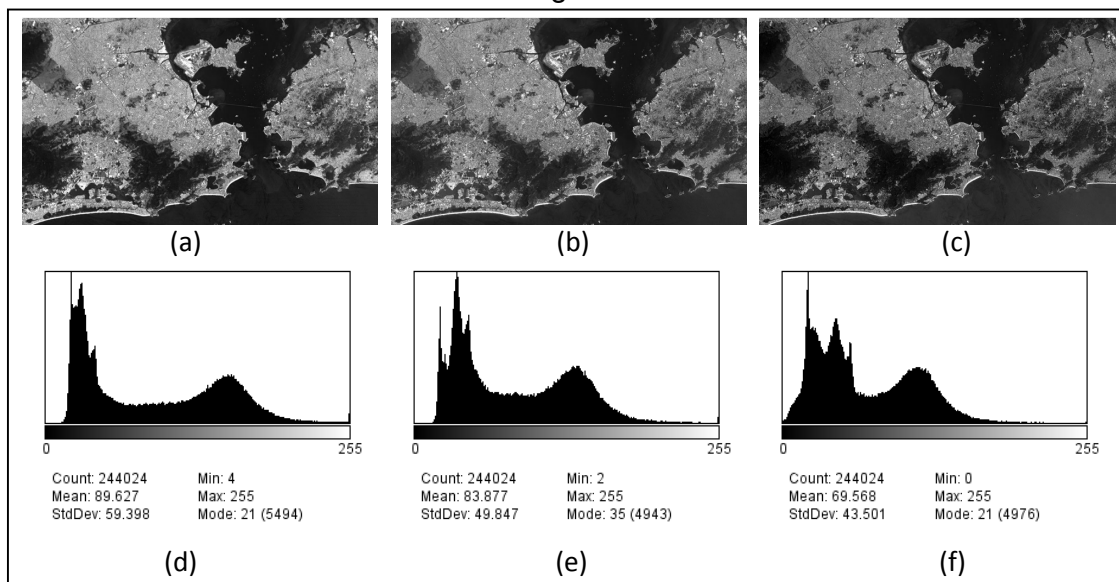 (a) (b) (c)
0 255 0 255 0 255
Count: 244024 Min: 4
Mean: 89.627 Max: 255
StdDev: 59.398 Mode: 21 (5494)
Count: 244024 Min: 2
Mean: 83.877 Max: 255
StdDev: 49.847 Mode: 35 (4943)
Count: 244024 Min: 0
Mean: 69.568 Max: 255
StdDev: 43.501 Mode: 21 (4976)
(d) (e) (f)